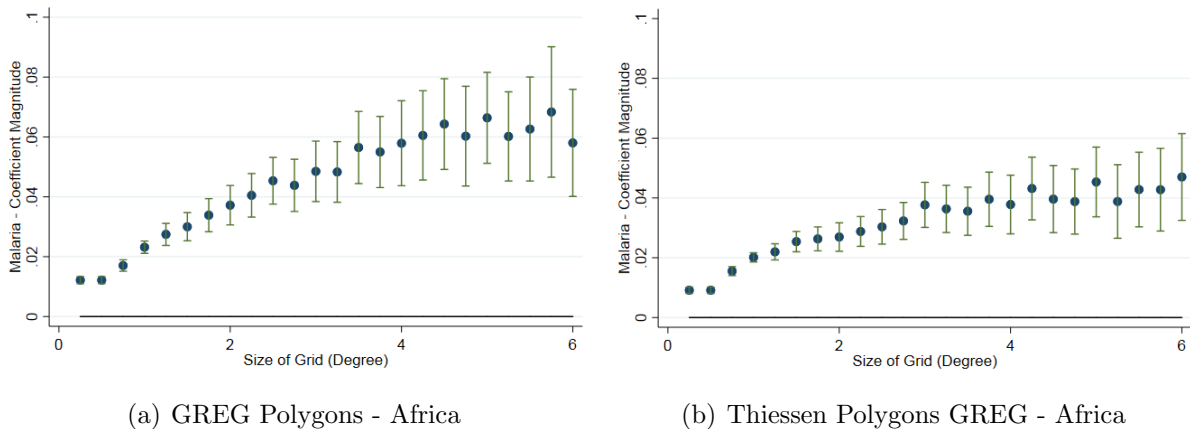 Malaria - Coefficient Magnitude
.1
.08
.06
.04
.02
0
0 2 4 6
Size of Grid (Degree)
(a) GREG Polygons - Africa
Malaria - Coefficient Magnitude
.1
.08
.06
.04
.02
0
0 2 4 6
Size of Grid (Degree)
(b) Thiessen Polygons GREG - Africa